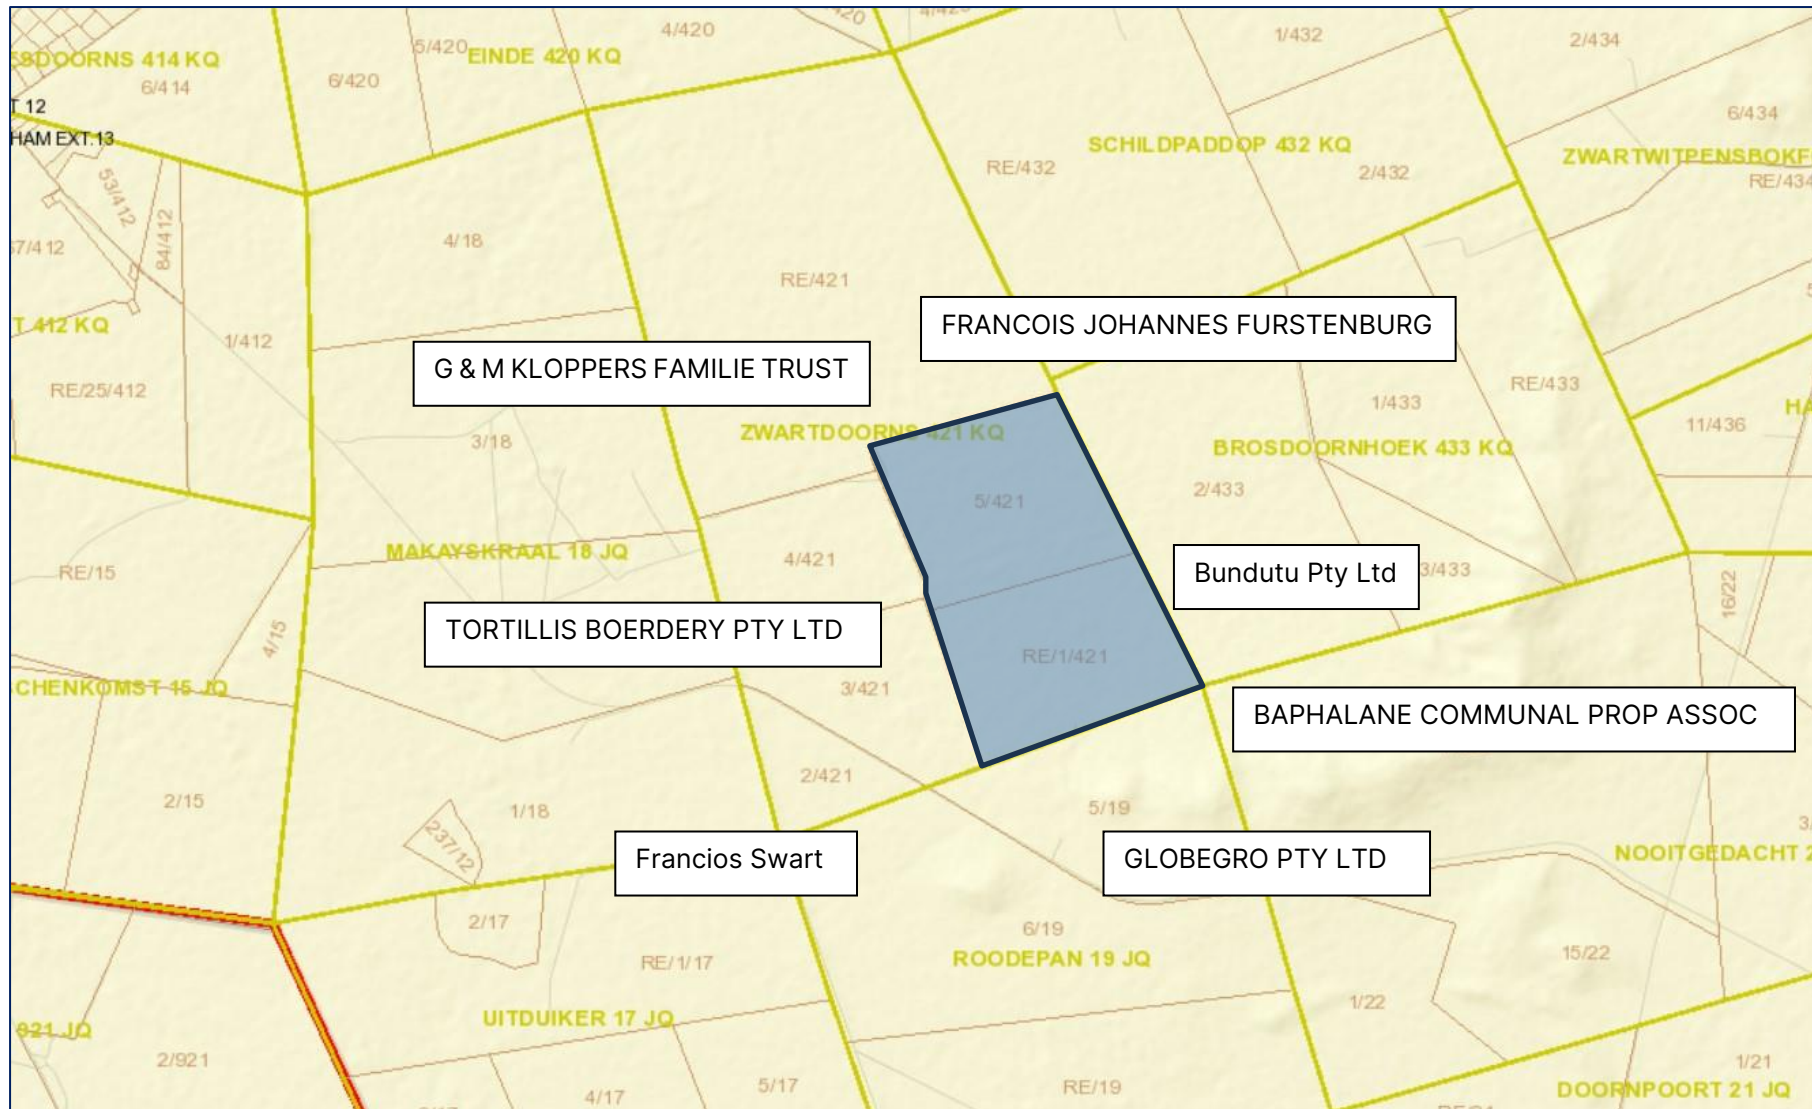 4/420
5/420
EINDE 420 KQ
1/432
2/434
SDOORNS 414 KQ
6/414
6/420
T 12
HAM EXT.13
6/434
SCHILDPADDOP 432 KQ
ZWARTWITPENSBOKF
RE/432
2/432
RE/434
53/412
84/412
7/412
4/18
RE/421
T 412 KQ
1/412
FRANCOIS JOHANNES FURSTENBURG
G & M KLOPPERS FAMILIE TRUST
RE/25/412
RE/433
1/433
HA
11/436
ZWARTDOORNS 421 KQ
3/18
BROSDOORNHOEK 433 KQ
5/421
2/433
MAKAYSKRAAL 18 JQ
4/421
RE/15
Bundutu Pty Ltd
3/433
16/22
TORTILLIS BOERDERY PTY LTD
4/15
RE/1/421
CHENKOMST 15 JQ
3/421
BAPHALANE COMMUNAL PROP ASSOC
2/421
2/15
1/18
5/19
237/12
Francios Swart
GLOBEGRO PTY LTD
NOOITGEDACHT 2
2/17
6/19
RE/1/17
ROODEPAN 19 JQ
15/22
1/22
UITDUIKER 17 JQ
921 JQ
2/921
1/21
5/17
RE/19
4/17
DOORNPOORT 21 JQ